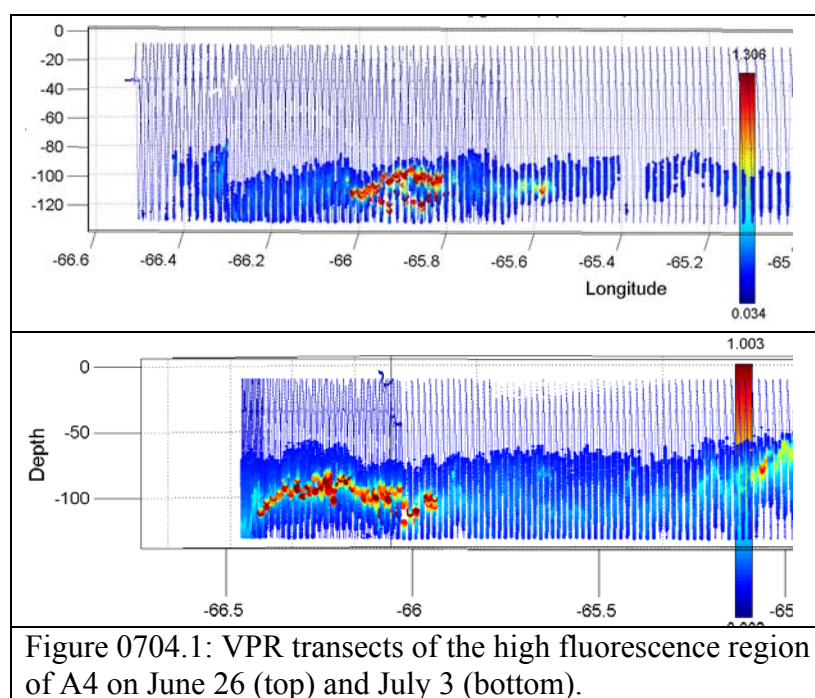 0
-20
-40
-60
-80
-100
-120
-66.6 -66.4 -66.2 -66 -65.8 -65.6 -65.4 -65.2 -65
Longitude
1.306
0.034
1.003
0
-50
-100
Depth
-66.5 -66 -65.5 -65
Figure 0704.1: VPR transects of the high fluorescence region
of A4 on June 26 (top) and July 3 (bottom).